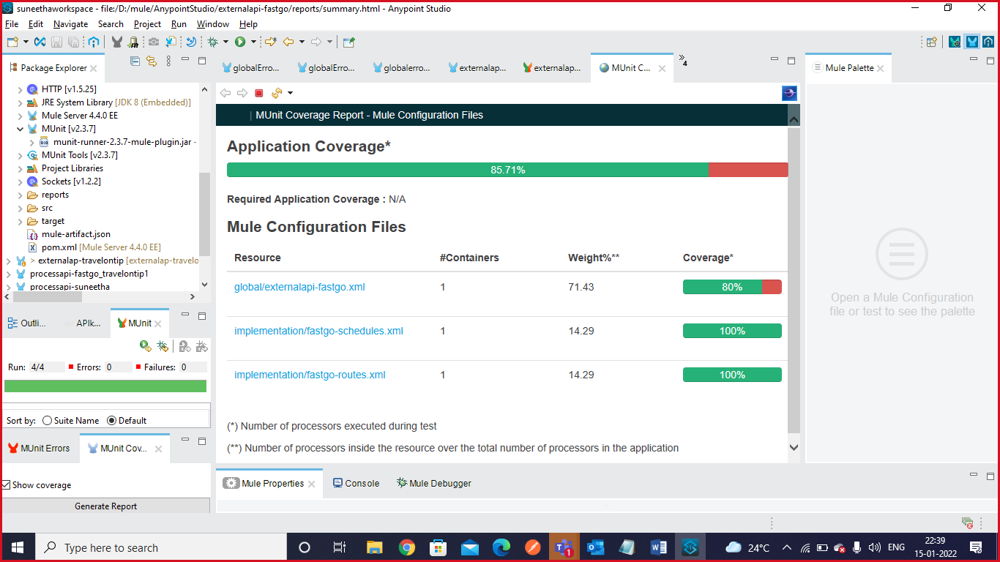 suneethaworkspace - file:/D:/mule/AnypointStudio/externalapi-fastgo/reports/summary.html - Anypoint Studio
File Edit Navigate Search Project Run Window Help
Package Explorer
globalErro...
globalErro...
globalerro...
externalap...
externalap...
MUnit C...
4
Mule Palette
HTTP [v1.5.25]
JRE System Library [JDK 8 (Embedded)]
Mule Server 4.4.0 EE
MUnit [v2.3.7]
munit-runner-2.3.7-mule-plugin.jar -
MUnit Tools [v2.3.7]
Project Libraries
Sockets [v1.2.2]
reports
src
target
mule-artifact.json
pom.xml [Mule Server 4.4.0 EE]
> externalap-travelontip [externalap-travelo
processapi-fastgo_travelontip1
processapi-suneetha
| MUnit Coverage Report - Mule Configuration Files
Application Coverage*
85.71%
Required Application Coverage : N/A
Mule Configuration Files
Resource #Containers Weight%** Coverage*
global/externalapi-fastgo.xml 1 71.43 80%
implementation/fastgo-schedules.xml 1 14.29 100%
implementation/fastgo-routes.xml 1 14.29 100%
(*) Number of processors executed during test
(**) Number of processors inside the resource over the total number of processors in the application
Open a Mule Configuration
file or test to see the palette
Outli...
APIk...
MUnit
Run: 4/4 Errors: 0 Failures: 0
Sort by: Suite Name Default
MUnit Errors
MUnit Cov...
Show coverage
Generate Report
Mule Properties
Console
Mule Debugger
Type here to search
1
24°C
ENG
22:39
15-01-2022